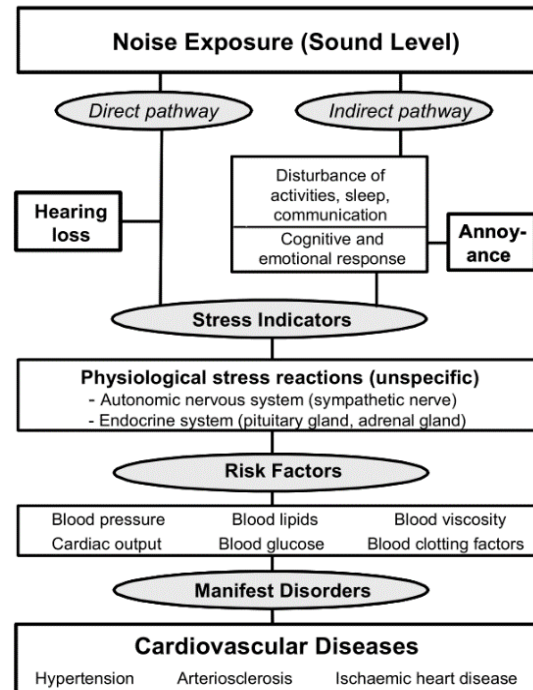 Noise Exposure (Sound Level)
Direct pathway
Indirect pathway
Disturbance of
activities, sleep,
communication
Hearing
loss
Cognitive and
emotional response
Annoy-
ance
Stress Indicators
Physiological stress reactions (unspecific)
- Autonomic nervous system (sympathetic nerve)
- Endocrine system (pituitary gland, adrenal gland)
Risk Factors
Blood pressure Blood lipids Blood viscosity
Cardiac output Blood glucose Blood clotting factors
Manifest Disorders
Cardiovascular Diseases
Hypertension Arteriosclerosis Ischaemic heart disease